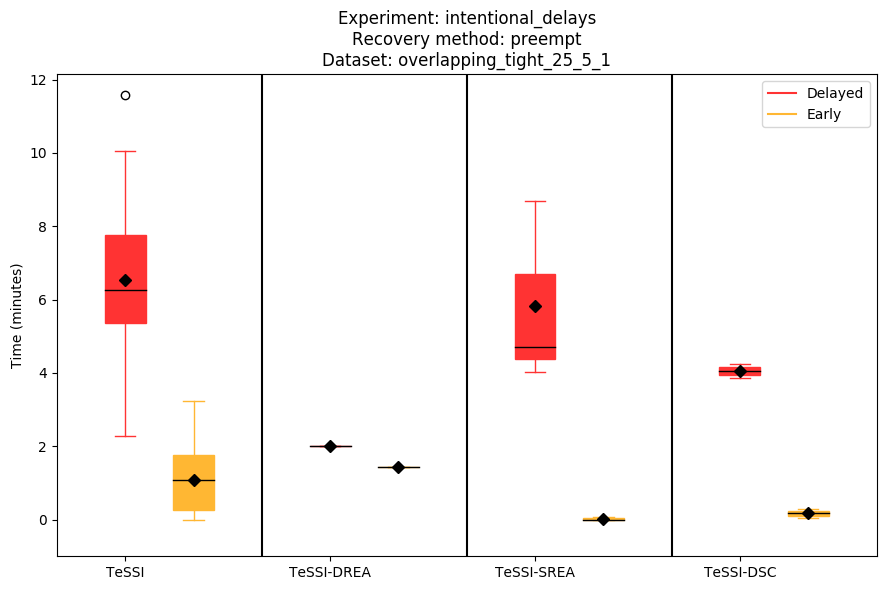 Experiment: intentional_delays
Recovery method: preempt
Dataset: overlapping_tight_25_5_1
Time (minutes)
12
10
8
6
4
2
0
Delayed
Early
TeSSI
TeSSI-DREA
TeSSI-SREA
TeSSI-DSC